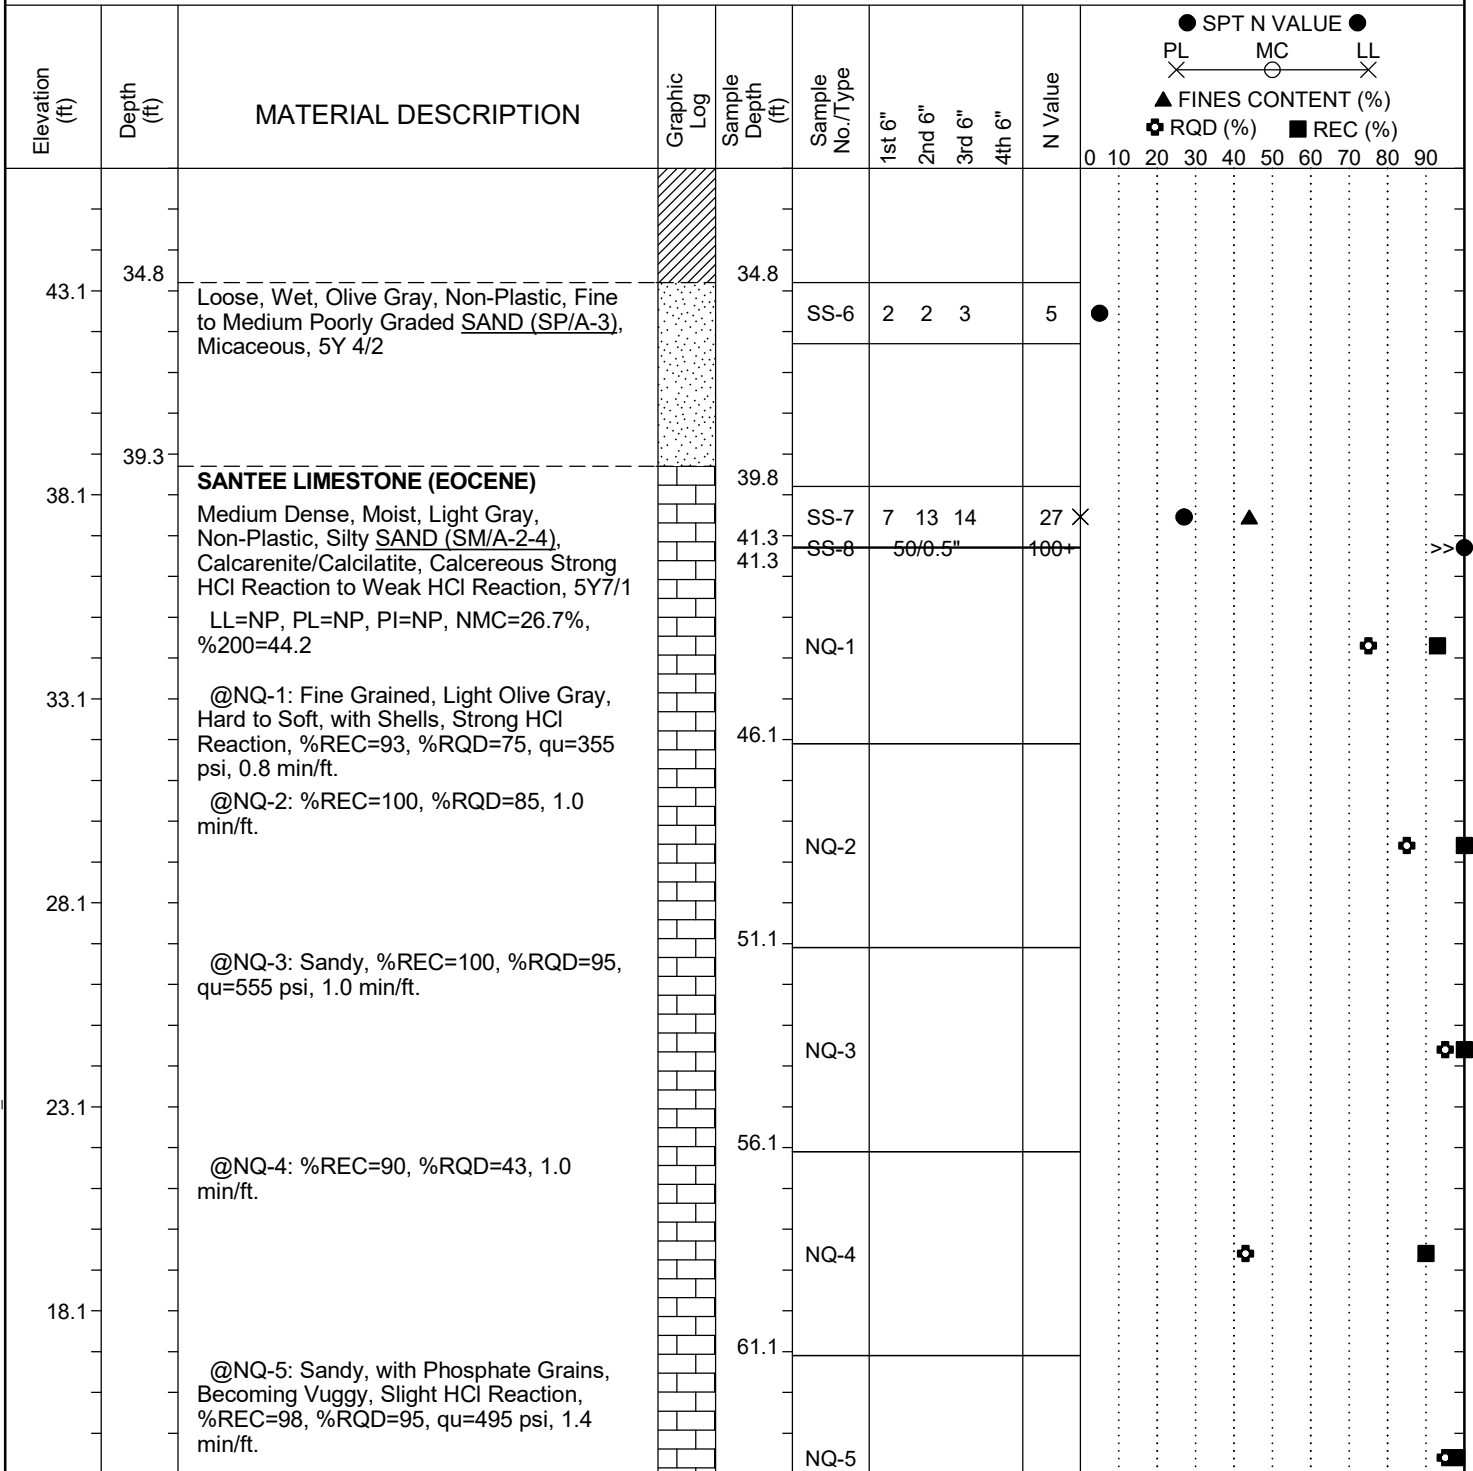 ● SPT N VALUE ●
PL MC LL
▲ FINES CONTENT (%)
RQD (%) ■ REC (%)
Elevation (ft)
Depth (ft)
MATERIAL DESCRIPTION
Graphic Log
Sample Depth (ft)
Sample No./Type
1st 6"
2nd 6"
3rd 6"
4th 6"
N Value
0 10 20 30 40 50 60 70 80 90
34.8 34.8
43.1
Loose, Wet, Olive Gray, Non-Plastic, Fine
to Medium Poorly Graded SAND (SP/A-3),
Micaceous, 5Y 4/2
SS-6 2 2 3 5
39.3
39.8
SANTEE LIMESTONE (EOCENE)
38.1
Medium Dense, Moist, Light Gray,
Non-Plastic, Silty SAND (SM/A-2-4),
Calcarenite/Calcilatite, Calcereous Strong
HCl Reaction to Weak HCl Reaction, 5Y7/1
SS-7 7 13 14 27
41.3
SS-8 50/0.5" 100+ >>
41.3
LL=NP, PL=NP, PI=NP, NMC=26.7%,
%200=44.2
NQ-1
@NQ-1: Fine Grained, Light Olive Gray,
Hard to Soft, with Shells, Strong HCl
Reaction, %REC=93, %RQD=75, qu=355
psi, 0.8 min/ft.
33.1
46.1
@NQ-2: %REC=100, %RQD=85, 1.0
min/ft.
NQ-2
28.1
51.1
@NQ-3: Sandy, %REC=100, %RQD=95,
qu=555 psi, 1.0 min/ft.
NQ-3
23.1
56.1
@NQ-4: %REC=90, %RQD=43, 1.0
min/ft.
NQ-4
18.1
61.1
@NQ-5: Sandy, with Phosphate Grains,
Becoming Vuggy, Slight HCl Reaction,
%REC=98, %RQD=95, qu=495 psi, 1.4
min/ft.
NQ-5